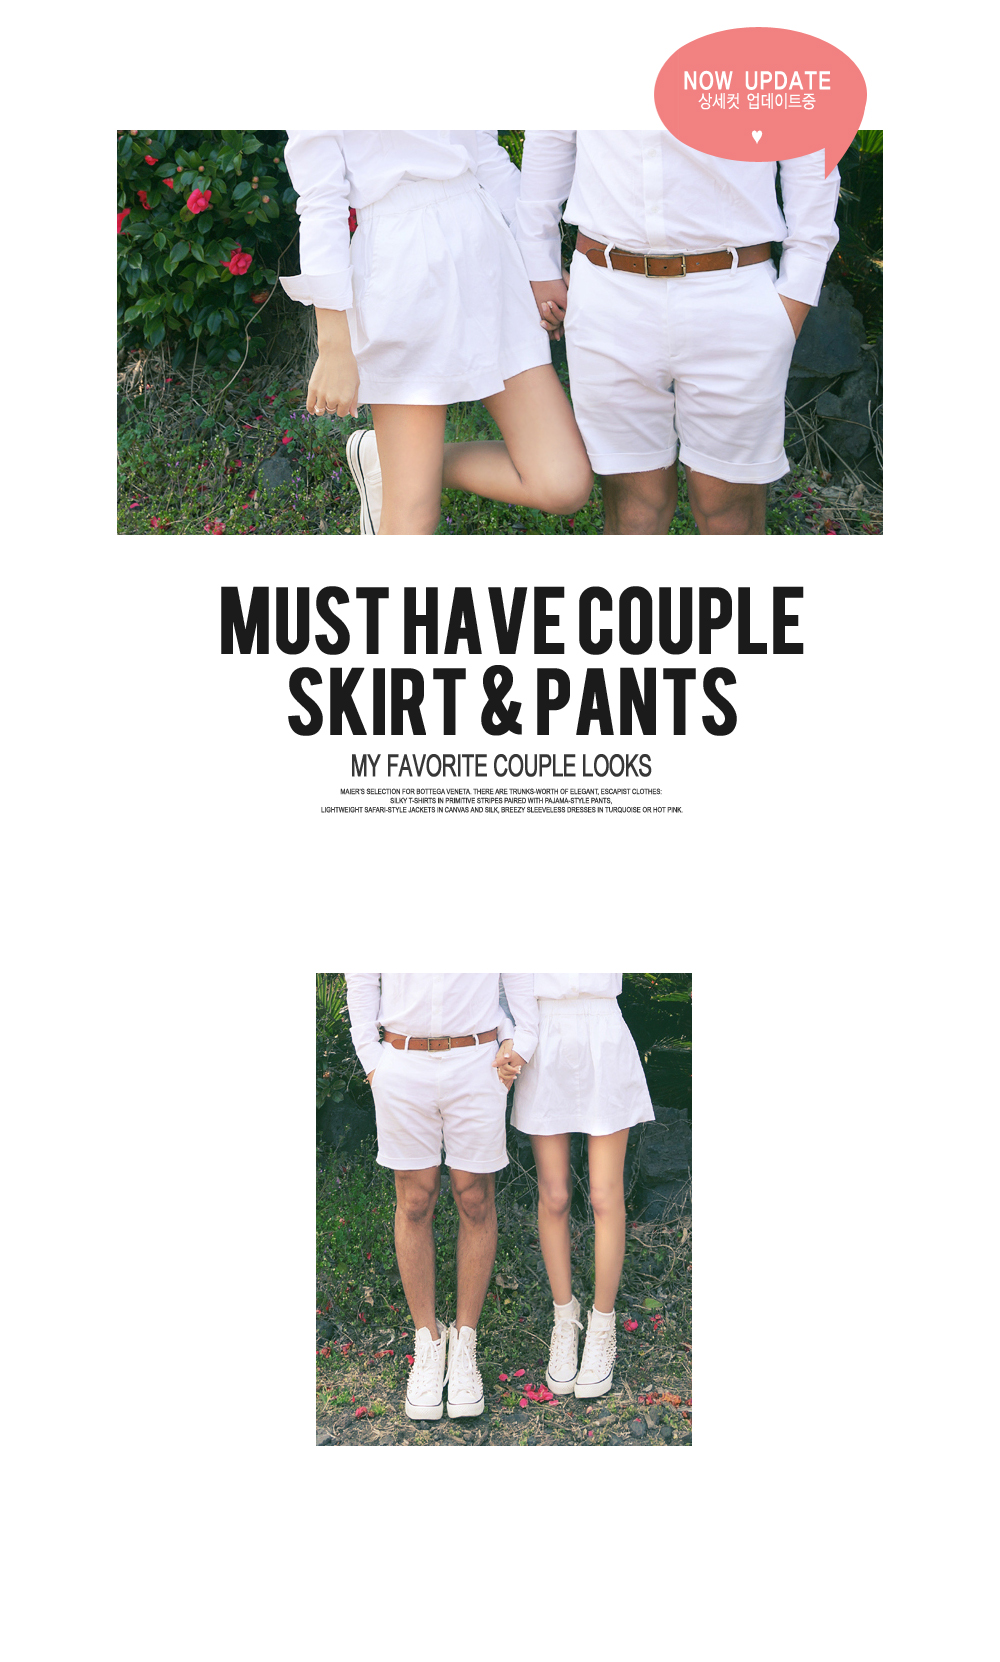 NOW UPDATE
상세컷 업데이트중
♥
MUST HAVE COUPLE
SKIRT & PANTS
MY FAVORITE COUPLE LOOKS
MAIER'S SELECTION FOR BOTTEGA VENETA. THERE ARE TRUNKS-WORTH OF ELEGANT, ESCAPIST CLOTHES:
SILKY T-SHIRTS IN PRIMITIVE STRIPES PAIRED WITH PAJAMA-STYLE PANTS,
LIGHTWEIGHT SAFARI-STYLE JACKETS IN CANVAS AND SILK, BREEZY SLEEVELESS DRESSES IN TURQUOISE OR HOT PINK.